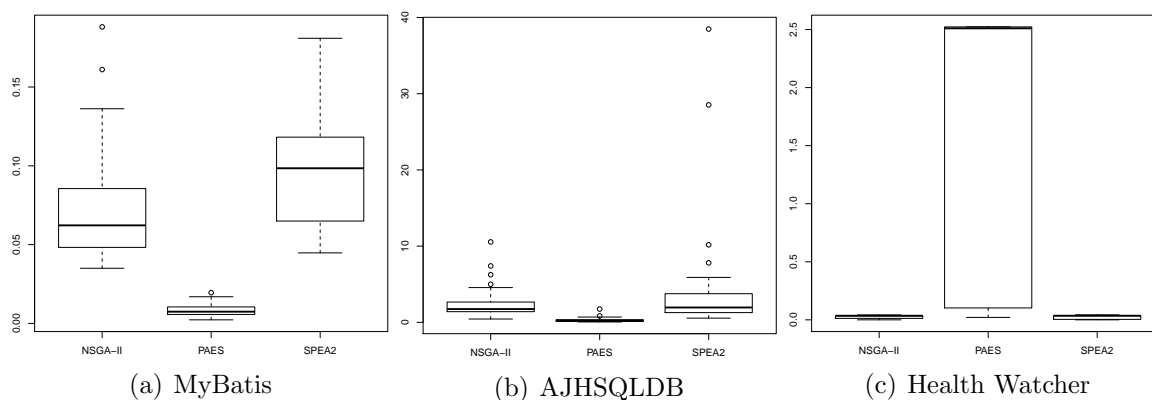 0.00
0.05
0.10
0.15
NSGA−II
PAES
SPEA2
(a) MyBatis
0
10
20
30
40
NSGA−II
PAES
SPEA2
(b) AJHSQLDB
0.0
0.5
1.0
1.5
2.0
2.5
NSGA−II
PAES
SPEA2
(c) Health Watcher